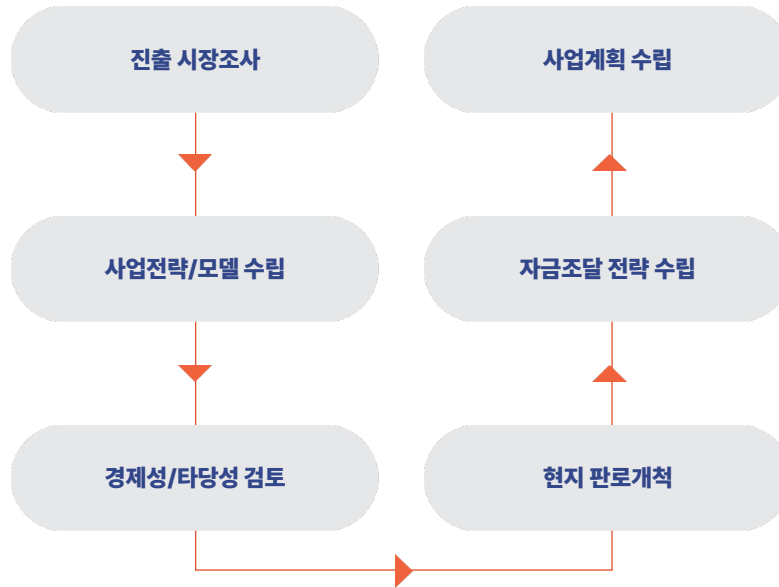 진출 시장조사
사업전략/모델 수립
경제성/타당성 검토
현지 판로개척
자금조달 전략 수립
사업계획 수립